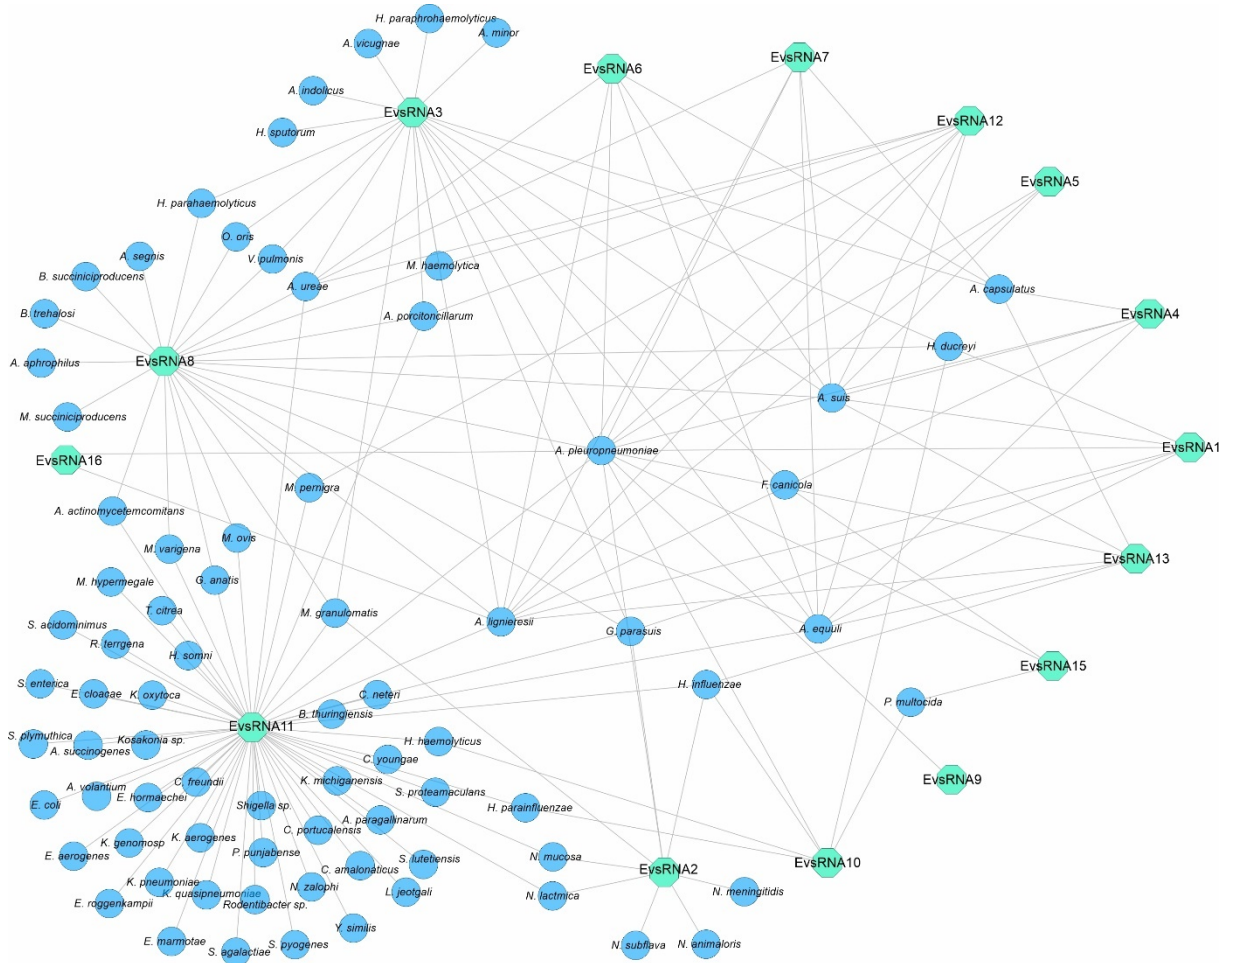 H. paraphrohaemolyticus
A. minor
A. vicugnae
EvsRNA7
EvsRNA6
A. indolicus
EvsRNA3
EvsRNA12
H. sputorum
EvsRNA5
H. parahaemolyticus
O. oris
A. segnis
V. pulmonis
M. haemolytica
B. succiniciproducens
A. ureae
A. capsulatus
B. trehalosi
A. porcitoncillarum
EvsRNA4
H. ducreyi
A. aphrophilus
EvsRNA8
A. suis
M. succiniciproducens
EvsRNA16
A. pleuropneumoniae
EvsRNA1
M. pernigra
F. canicola
A. actinomycetemcomitans
M. ovis
M. varigena
EvsRNA13
M. hypermegale
G. anatis
T. citrea
M. granulomatis
S. acidominimus
A. lignieresii
G. parasuis
A. equuli
R. terrgena
H. somni
EvsRNA15
S. enterica
E. cloacae
K. oxytoca
C. neteri
H. influenzae
P. multocida
B. thuringiensis
EvsRNA11
S. plymuthica
Kosakonia sp.
A. succinogenes
H. haemolyticus
C. youngae
EvsRNA9
A. volantium
C. freundii
K. michiganensis
E. hormaechei
S. proteamaculans
E. coli
Shigella sp.
H. parainfluenzae
A. paragallinarum
C. portucalensis
K. genomosp
K. aerogenes
E. aerogenes
P. punjabense
S. lutetiensis
N. mucosa
EvsRNA10
C. amalonaticus
EvsRNA2
K. pneumoniae
N. zalophi
L. jeotgali
K. quasipneumoniae
N. lactmica
N. meningitidis
E. roggenkampii
Rodentibacter sp.
Y. similis
E. marmotae
S. pyogenes
N. subflava
N. animaloris
S. agalactiae